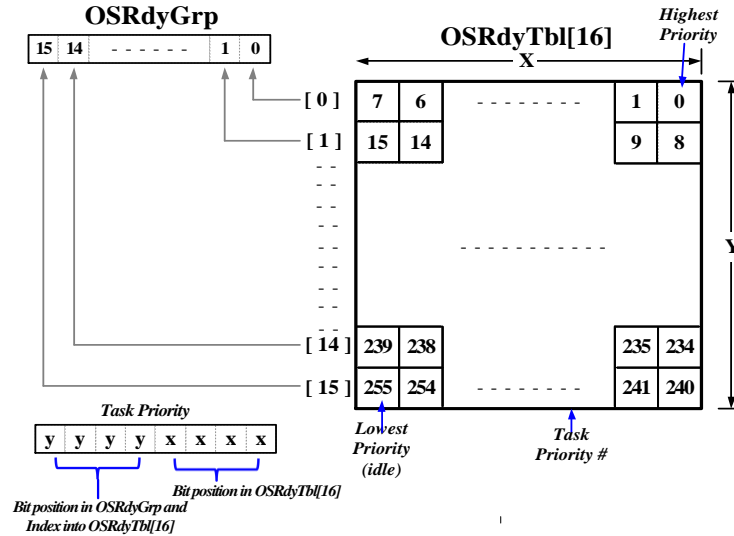 OSRdyGrp
15 14 - - - - - - 1 0
Highest
Priority
OSRdyTbl[16]
X
[ 0 ] 7 6 - - - - - - - - 1 0
[ 1 ] 15 14 9 8
Y
- - - - - - - - - - -
[ 14 ] 239 238 235 234
[ 15 ] 255 254 - - - - - - - - 241 240
Task Priority
y y y y x x x x
Lowest
Priority
(idle)
Task
Priority #
Bit position in OSRdyTbl[16]
Bit position in OSRdyGrp and
Index into OSRdyTbl[16]